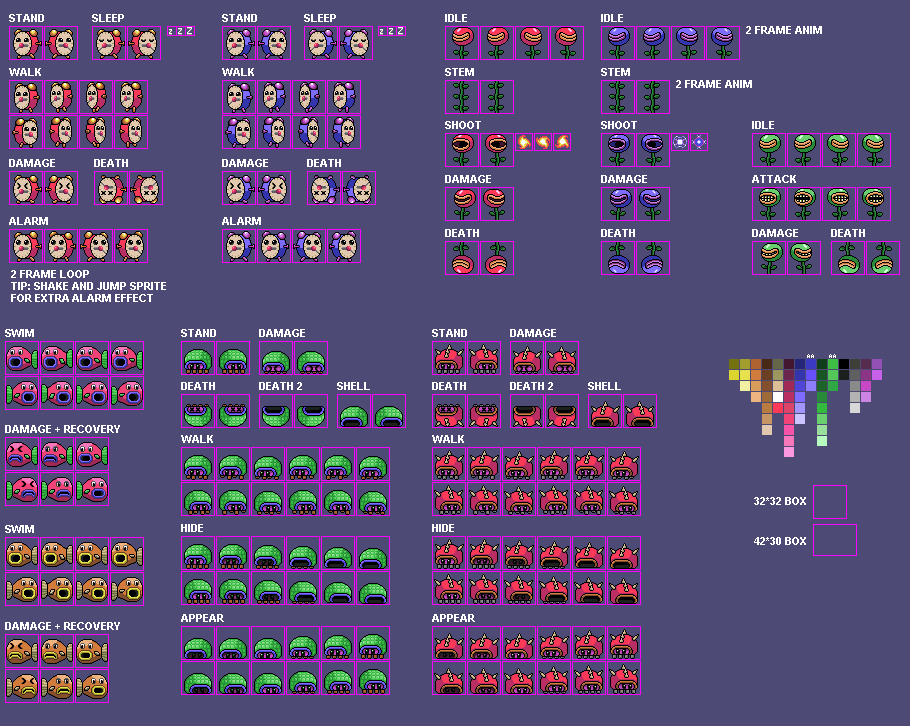 STAND SLEEP
z z Z
WALK
DAMAGE DEATH
ALARM
2 FRAME LOOP
TIP: SHAKE AND JUMP SPRITE
FOR EXTRA ALARM EFFECT
STAND SLEEP
z z Z
WALK
DAMAGE DEATH
ALARM
IDLE
STEM
SHOOT
DAMAGE
DEATH
IDLE
2 FRAME ANIM
STEM
2 FRAME ANIM
SHOOT
DAMAGE
DEATH
IDLE
ATTACK
DAMAGE DEATH
SWIM
DAMAGE + RECOVERY
SWIM
DAMAGE + RECOVERY
STAND DAMAGE
DEATH DEATH 2 SHELL
WALK
HIDE
APPEAR
STAND DAMAGE
DEATH DEATH 2 SHELL
WALK
HIDE
APPEAR
32*32 BOX
42*30 BOX